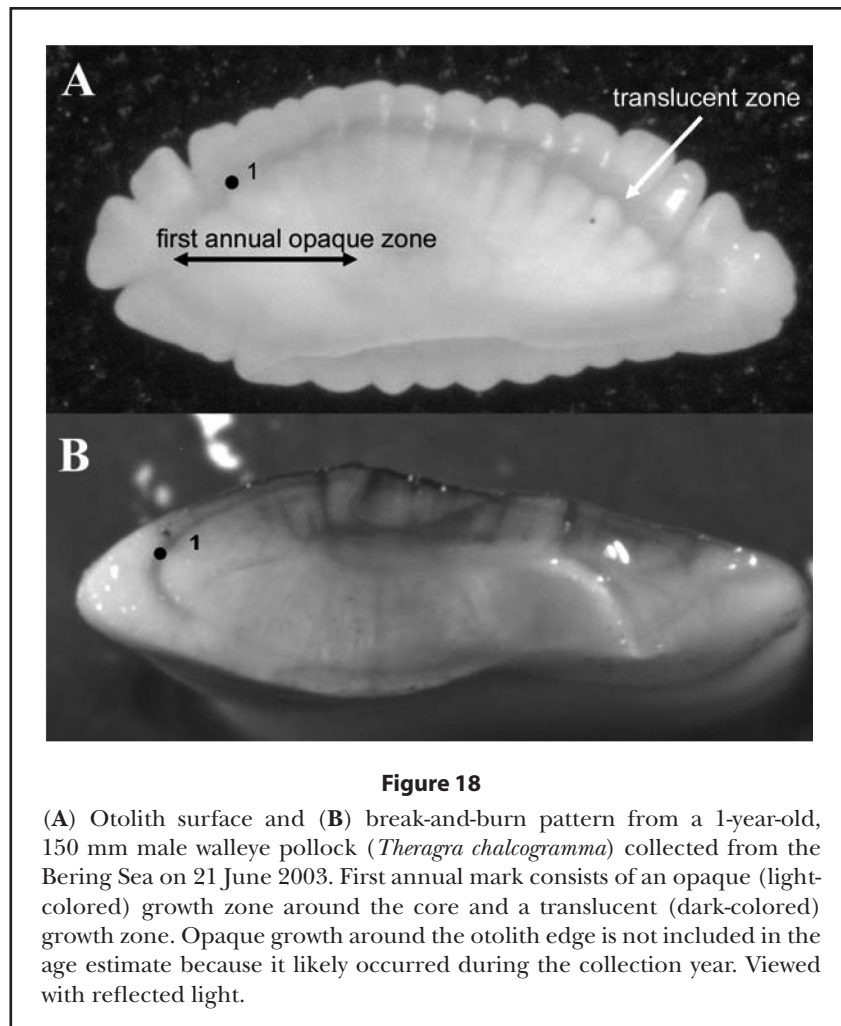 A
translucent zone
1
first annual opaque zone
B
1
Figure 18
(A) Otolith surface and (B) break-and-burn pattern from a 1-year-old,
150 mm male walleye pollock (Theragra chalcogramma) collected from the
Bering Sea on 21 June 2003. First annual mark consists of an opaque (light-
colored) growth zone around the core and a translucent (dark-colored)
growth zone. Opaque growth around the otolith edge is not included in the
age estimate because it likely occurred during the collection year. Viewed
with reflected light.